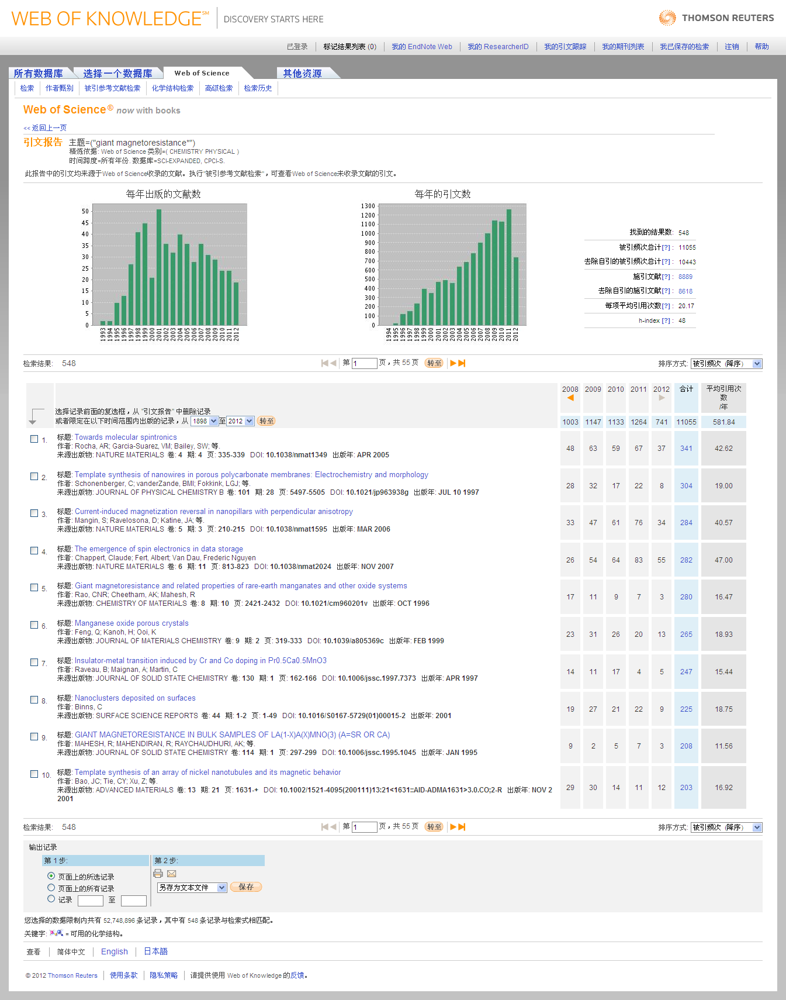 WEB OF KNOWLEDGE℠ DISCOVERY STARTS HERE
THOMSON REUTERS
已登录 标记结果列表 (0) 我的 EndNote Web 我的 ResearcherID 我的引文跟踪 我的期刊列表 我已保存的检索 注销 帮助
所有数据库 选择一个数据库 Web of Science 其他资源
检索 作者甄别 被引参考文献检索 化学结构检索 高级检索 检索历史
Web of Science® now with books
<< 返回上一页
引文报告 主题=("giant magnetoresistance*")
精炼依据: Web of Science 类别=( CHEMISTRY PHYSICAL )
时间跨度=所有年份. 数据库=SCI-EXPANDED, CPCI-S.
此报告中的引文均来源于Web of Science收录的文献。执行"被引参考文献检索"，可查看Web of Science未收录文献的引文。
每年出版的文献数
50
45
40
35
30
25
20
15
10
5
0
1993 1994 1995 1996 1997 1998 1999 2000 2001 2002 2003 2004 2005 2006 2007 2008 2009 2010 2011 2012
每年的引文数
1300
1200
1100
1000
900
800
700
600
500
400
300
200
100
0
1994 1995 1996 1997 1998 1999 2000 2001 2002 2003 2004 2005 2006 2007 2008 2009 2010 2011 2012
找到的结果数: 548
被引频次总计[?] : 11055
去除自引的被引频次总计[?] : 10443
施引文献[?] : 8889
去除自引的施引文献[?] : 8618
每项平均引用次数[?] : 20.17
h-index [?] : 48
检索结果: 548 第 1 页，共 55 页 转至 排序方式: 被引频次（降序）
2008 2009 2010 2011 2012 合计 平均引用次
数
/年
选择记录前面的复选框，从 "引文报告" 中删除记录
或者限定在以下时间范围内出版的记录，从 1898 至 2012 转至
1003 1147 1133 1264 741 11055 581.84
1. 标题: Towards molecular spintronics
作者: Rocha, AR; Garcia-Suarez, VM; Bailey, SW; 等.
来源出版物: NATURE MATERIALS 卷: 4 期: 4 页: 335-339 DOI: 10.1038/nmat1349 出版年: APR 2005
48 63 59 67 37 341 42.62
2. 标题: Template synthesis of nanowires in porous polycarbonate membranes: Electrochemistry and morphology
作者: Schonenberger, C; vanderZande, BMI; Fokkink, LGJ; 等.
来源出版物: JOURNAL OF PHYSICAL CHEMISTRY B 卷: 101 期: 28 页: 5497-5505 DOI: 10.1021/jp963938g 出版年: JUL 10 1997
28 32 17 22 8 304 19.00
3. 标题: Current-induced magnetization reversal in nanopillars with perpendicular anisotropy
作者: Mangin, S; Ravelosona, D; Katine, JA; 等.
来源出版物: NATURE MATERIALS 卷: 5 期: 3 页: 210-215 DOI: 10.1038/nmat1595 出版年: MAR 2006
33 47 61 76 34 284 40.57
4. 标题: The emergence of spin electronics in data storage
作者: Chappert, Claude; Fert, Albert; Van Dau, Frederic Nguyen
来源出版物: NATURE MATERIALS 卷: 6 期: 11 页: 813-823 DOI: 10.1038/nmat2024 出版年: NOV 2007
26 54 64 83 55 282 47.00
5. 标题: Giant magnetoresistance and related properties of rare-earth manganates and other oxide systems
作者: Rao, CNR; Cheetham, AK; Mahesh, R
来源出版物: CHEMISTRY OF MATERIALS 卷: 8 期: 10 页: 2421-2432 DOI: 10.1021/cm960201v 出版年: OCT 1996
17 11 9 7 3 280 16.47
6. 标题: Manganese oxide porous crystals
作者: Feng, Q; Kanoh, H; Ooi, K
来源出版物: JOURNAL OF MATERIALS CHEMISTRY 卷: 9 期: 2 页: 319-333 DOI: 10.1039/a805369c 出版年: FEB 1999
23 31 26 20 13 265 18.93
7. 标题: Insulator-metal transition induced by Cr and Co doping in Pr0.5Ca0.5MnO3
作者: Raveau, B; Maignan, A; Martin, C
来源出版物: JOURNAL OF SOLID STATE CHEMISTRY 卷: 130 期: 1 页: 162-166 DOI: 10.1006/jssc.1997.7373 出版年: APR 1997
14 11 17 4 5 247 15.44
8. 标题: Nanoclusters deposited on surfaces
作者: Binns, C
来源出版物: SURFACE SCIENCE REPORTS 卷: 44 期: 1-2 页: 1-49 DOI: 10.1016/S0167-5729(01)00015-2 出版年: 2001
19 27 21 22 9 225 18.75
9. 标题: GIANT MAGNETORESISTANCE IN BULK SAMPLES OF LA(1-X)A(X)MNO(3) (A=SR OR CA)
作者: MAHESH, R; MAHENDIRAN, R; RAYCHAUDHURI, AK; 等.
来源出版物: JOURNAL OF SOLID STATE CHEMISTRY 卷: 114 期: 1 页: 297-299 DOI: 10.1006/jssc.1995.1045 出版年: JAN 1995
9 2 5 7 3 208 11.56
10. 标题: Template synthesis of an array of nickel nanotubules and its magnetic behavior
作者: Bao, JC; Tie, CY; Xu, Z; 等.
来源出版物: ADVANCED MATERIALS 卷: 13 期: 21 页: 1631-+ DOI: 10.1002/1521-4095(200111)13:21<1631::AID-ADMA1631>3.0.CO;2-R 出版年: NOV 2
2001
29 30 14 11 12 203 16.92
检索结果: 548 第 1 页，共 55 页 转至 排序方式: 被引频次（降序）
输出记录
第 1 步: 第 2 步:
页面上的所选记录
页面上的所有记录
记录 至
另存为文本文件 保存
您选择的数据限制内共有 52,748,896 条记录，其中有 548 条记录与检索式相匹配。
关键字: = 可用的化学结构。
查看 简体中文 English 日本語
© 2012 Thomson Reuters 使用条款 隐私策略 请提供使用 Web of Knowledge 的反馈。